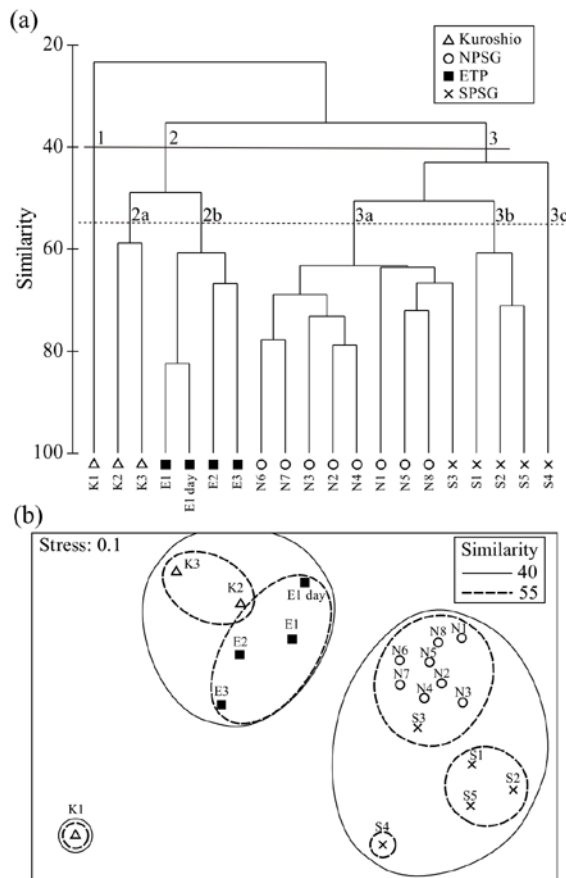 (a)
20
40
60
80
100
Similarity
Kuroshio
NPSG
ETP
SPSG
1
2
3
2a
2b
3a
3b
3c
K1
K2
K3
E1
E1 day
E2
E3
N6
N7
N3
N2
N4
N1
N5
N8
S3
S1
S2
S5
S4
(b)
Stress: 0.1
Similarity
40
55
K3
K2
E1 day
E1
E2
E3
N8
N1
N6
N5
N7
N2
N4
N3
S3
S1
S2
S5
K1
S4